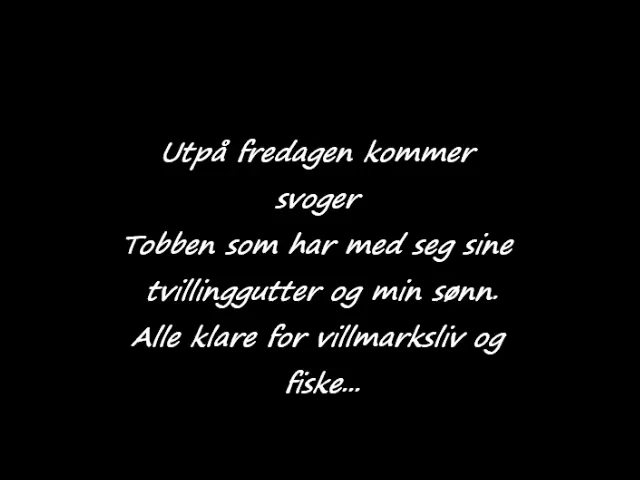 Utpå fredagen kommer
svoger
Tobben som har med seg sine
tvillinggutter og min sønn.
Alle klare for villmarksliv og
fiske...